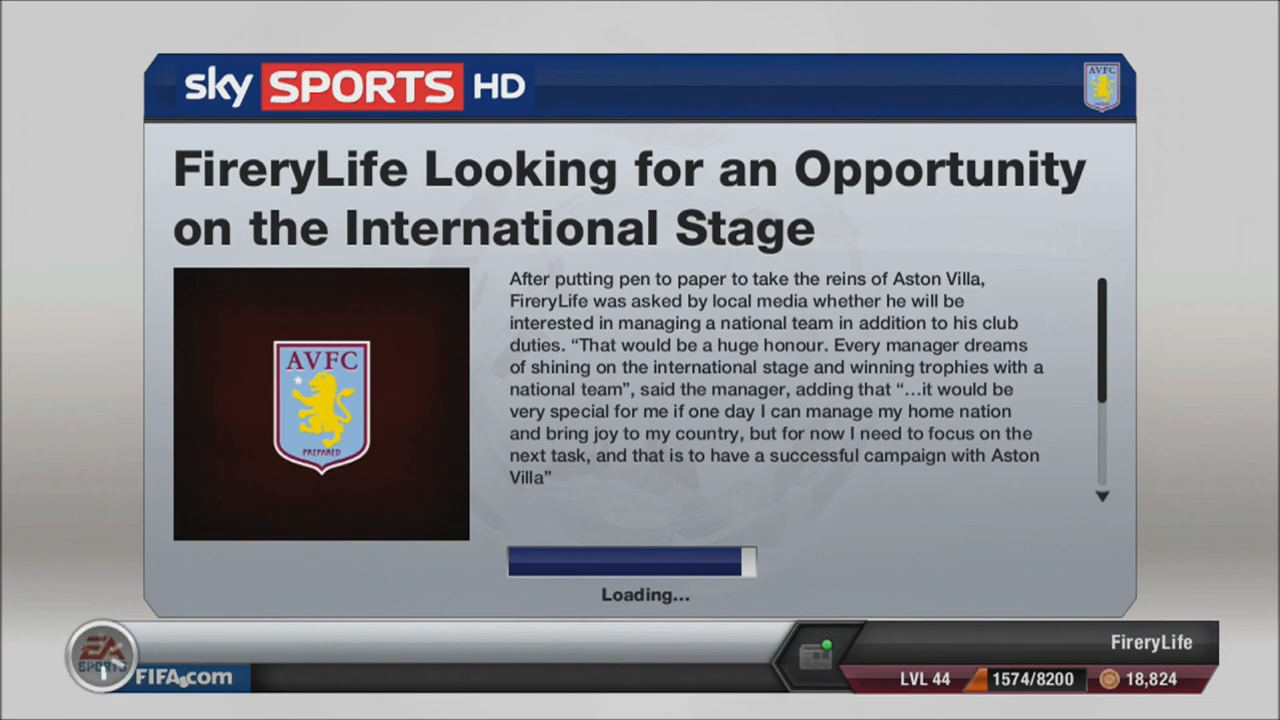 sky SPORTS HD
AVFC
FireryLife Looking for an Opportunity
on the International Stage
AVFC
PREPARED
After putting pen to paper to take the reins of Aston Villa,
FireryLife was asked by local media whether he will be
interested in managing a national team in addition to his club
duties. “That would be a huge honour. Every manager dreams
of shining on the international stage and winning trophies with a
national team”, said the manager, adding that “...it would be
very special for me if one day I can manage my home nation
and bring joy to my country, but for now I need to focus on the
next task, and that is to have a successful campaign with Aston
Villa”
Loading...
EA
SPORTS
FIFA.com
FireryLife
LVL 44 1574/8200 18,824